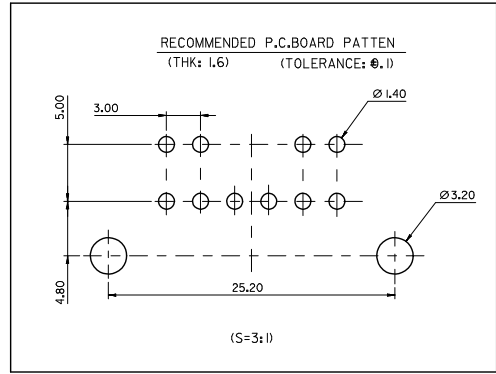 RECOMMENDED P.C.BOARD PATTEN
(THK: 1.6) (TOLERANCE: ±0.1)
3.00
Ø1.40
5.00
Ø3.20
4.80
25.20
(S=3:1)